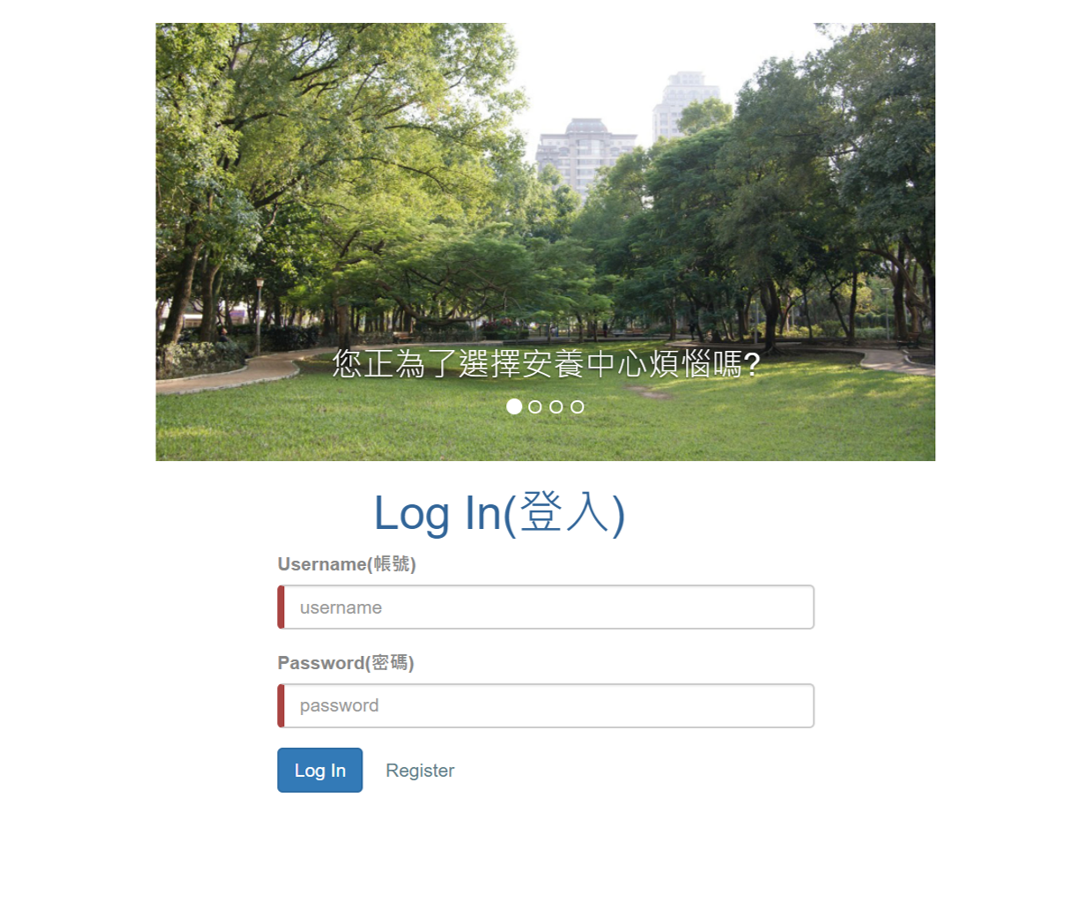 您正為了選擇安養中心煩惱嗎?
Log In(登入)
Username(帳號)
username
Password(密碼)
password
Log In Register